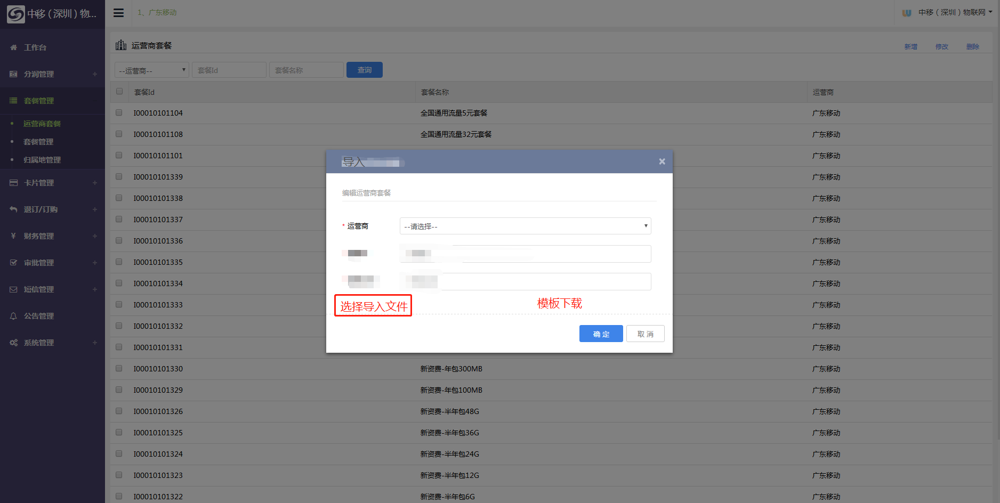 中移（深圳）物...
1、广东移动
中移（深圳）物联网
工作台
分润管理 +
套餐管理
运营商套餐
套餐管理
归属地管理
卡片管理 +
退订/订购 +
财务管理 +
审批管理 +
短信管理 +
公告管理
系统管理 +
运营商套餐
新增 修改 删除
--运营商-- 套餐Id 套餐名称 查询
套餐Id 套餐名称 运营商
I00010101104 全国通用流量5元套餐 广东移动
I00010101108 全国通用流量32元套餐 广东移动
I00010101101 广东移动
I00010101339 广东移动
I00010101338 广东移动
I00010101337 广东移动
I00010101336 广东移动
I00010101335 广东移动
I00010101334 广东移动
I00010101333 广东移动
I00010101332 广东移动
I00010101331 广东移动
I00010101330 新资费-年包300MB 广东移动
I00010101329 新资费-年包100MB 广东移动
I00010101326 新资费-半年包48G 广东移动
I00010101325 新资费-半年包36G 广东移动
I00010101324 新资费-半年包24G 广东移动
I00010101323 新资费-半年包12G 广东移动
I00010101322 新资费-半年包6G 广东移动
导入
×
编辑运营商套餐
* 运营商 --请选择--
选择导入文件 模板下载
确 定 取 消